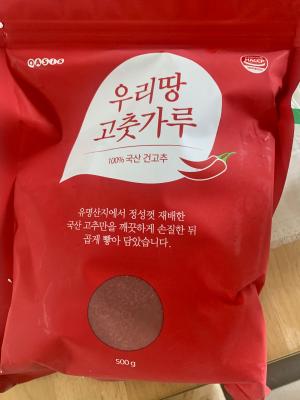 OASIS
HACCP
우리땅
고춧가루
100% 국산 건고추
유명산지에서 정성껏 재배한
국산 고추만을 깨끗하게 손질한 뒤
곱게 빻아 담았습니다.
500 g